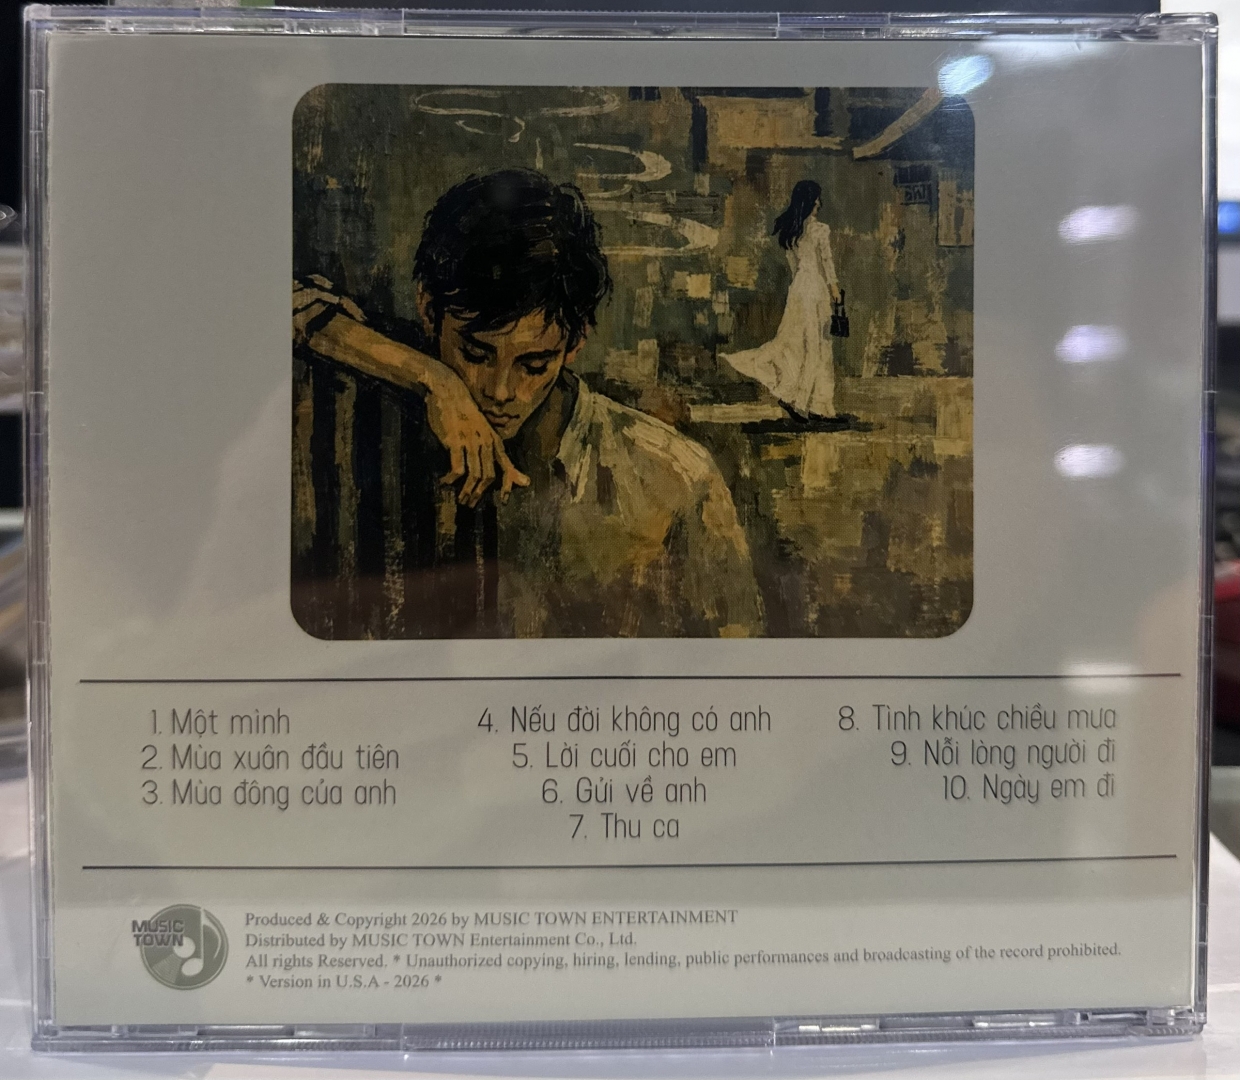 1. Một mình
2. Mùa xuân đầu tiên
3. Mùa đông của anh
4. Nếu đời không có anh
5. Lời cuối cho em
6. Gửi về anh
7. Thu ca
8. Tình khúc chiều mưa
9. Nỗi lòng người đi
10. Ngày em đi
MUSIC
TOWN
Produced & Copyright 2026 by MUSIC TOWN ENTERTAINMENT
Distributed by MUSIC TOWN Entertainment Co., Ltd.
All rights Reserved. * Unauthorized copying, hiring, lending, public performances and broadcasting of the record prohibited.
* Version in U.S.A - 2026 *